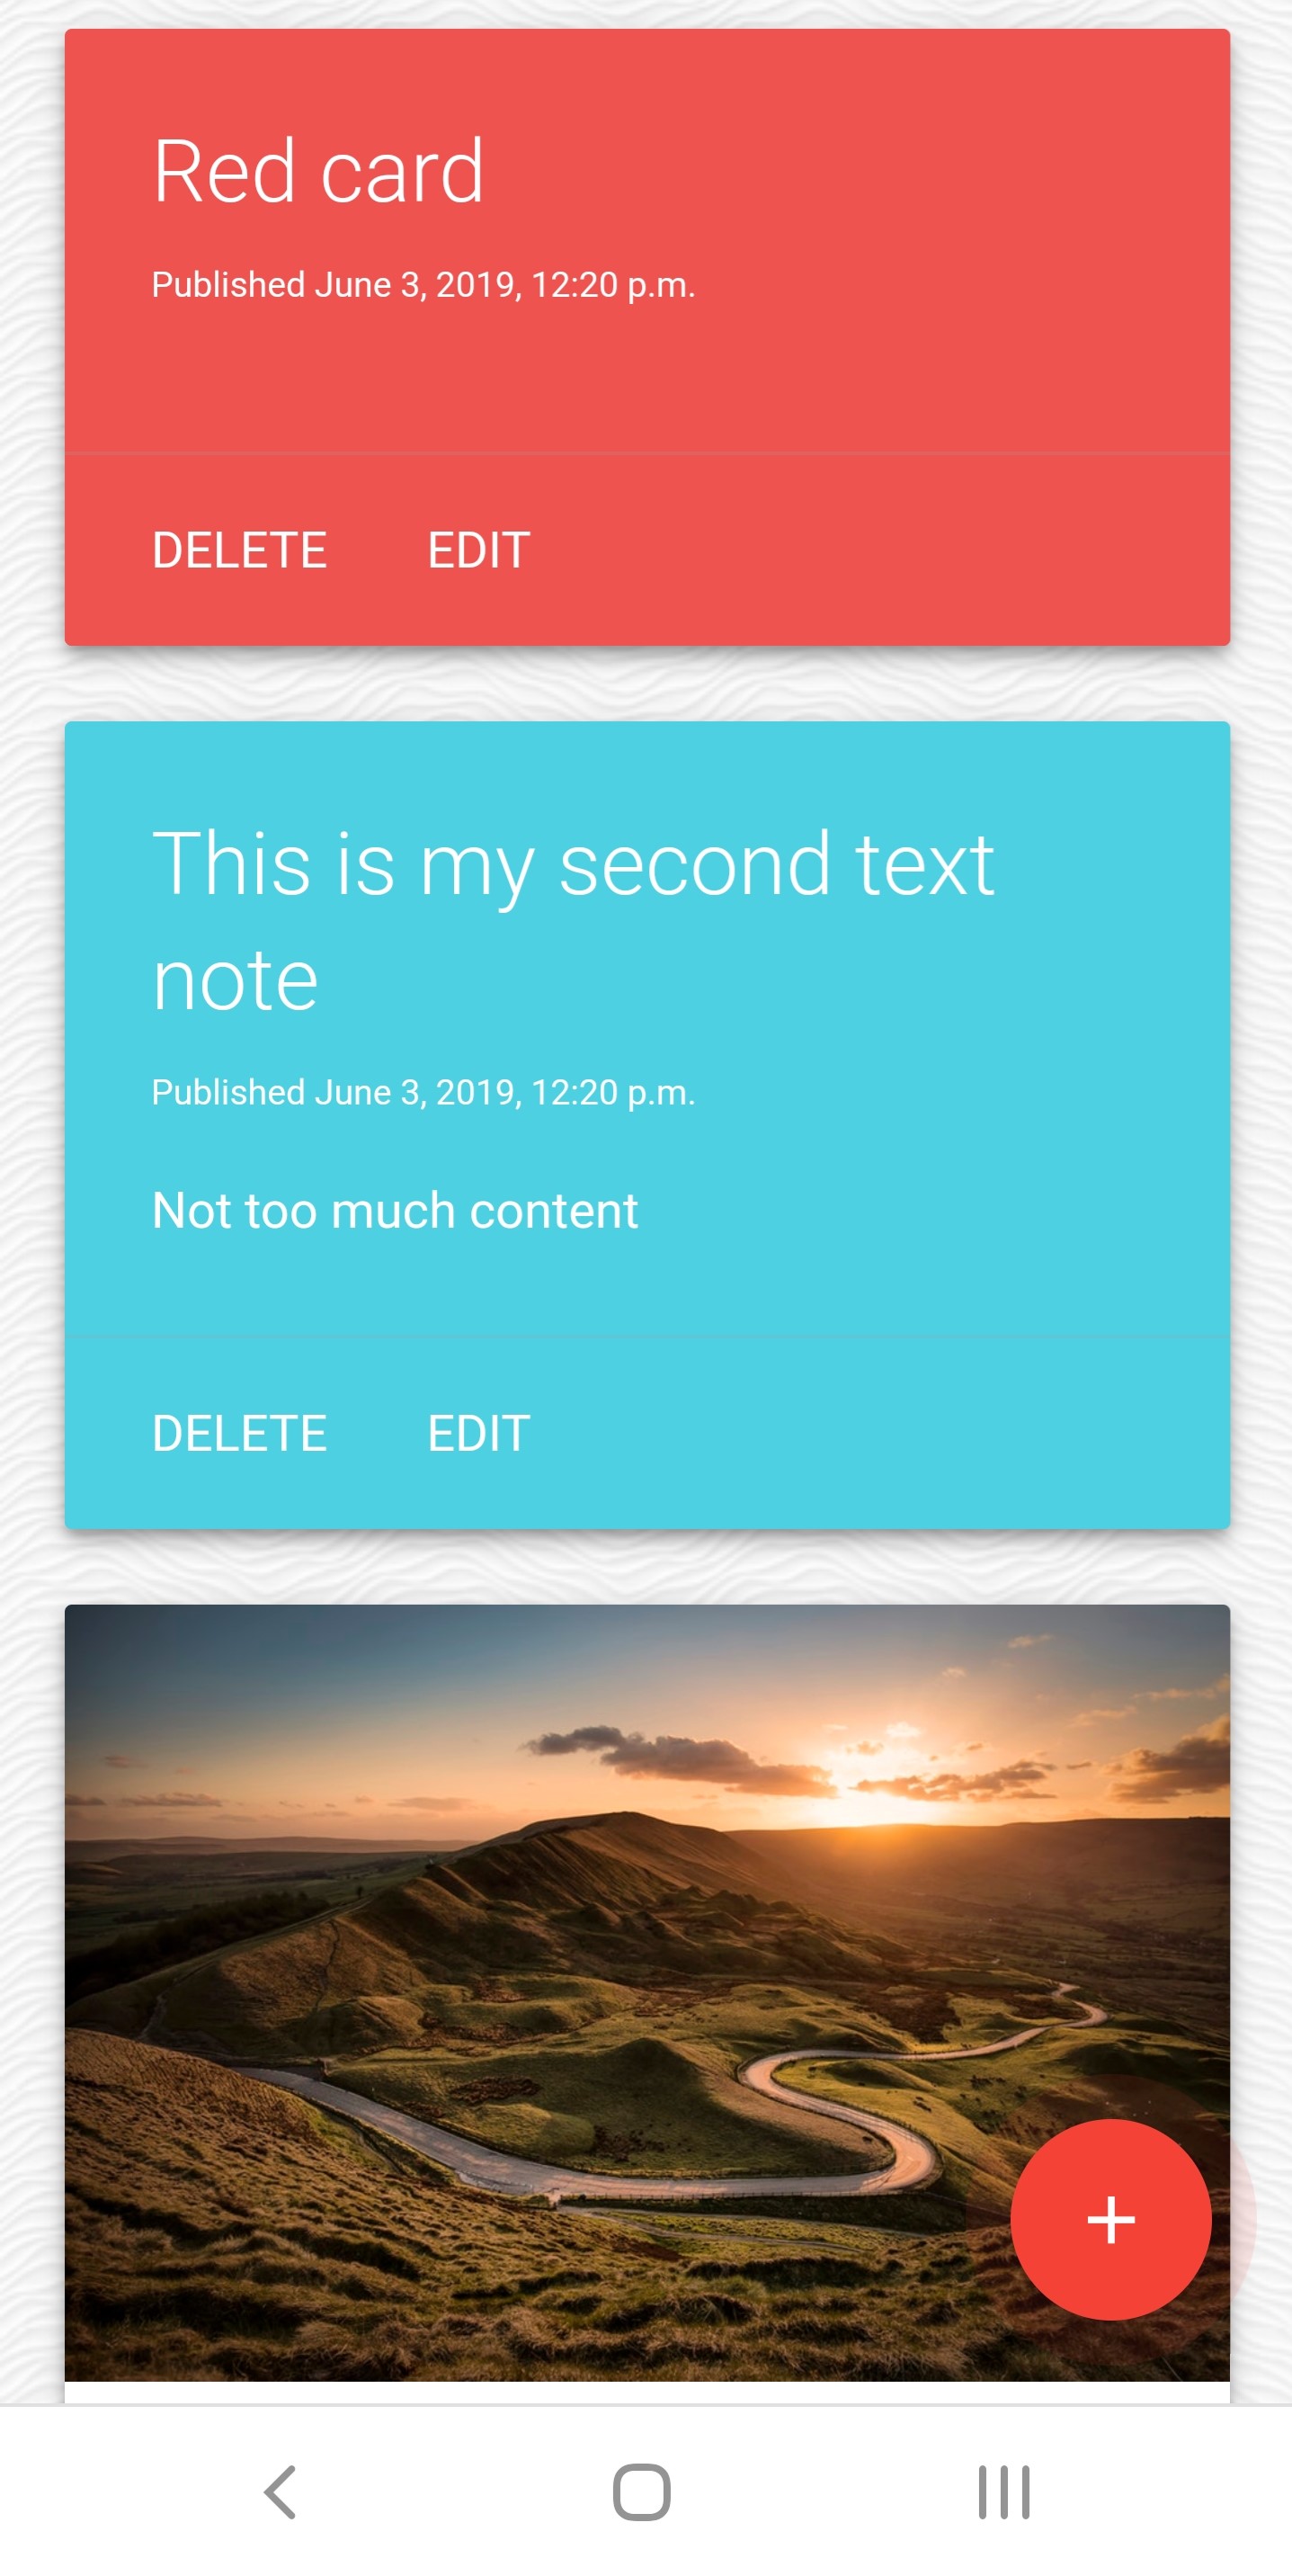 Red card
Published June 3, 2019, 12:20 p.m.
DELETE EDIT
This is my second text
note
Published June 3, 2019, 12:20 p.m.
Not too much content
DELETE EDIT
+